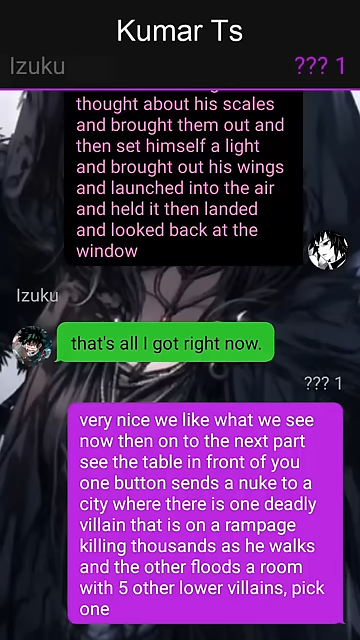 Kumar Ts
Izuku
??? 1
thought about his scales
and brought them out and
then set himself a light
and brought out his wings
and launched into the air
and held it then landed
and looked back at the
window
Izuku
that's all I got right now.
??? 1
very nice we like what we see
now then on to the next part
see the table in front of you
one button sends a nuke to a
city where there is one deadly
villain that is on a rampage
killing thousands as he walks
and the other floods a room
with 5 other lower villains, pick
one